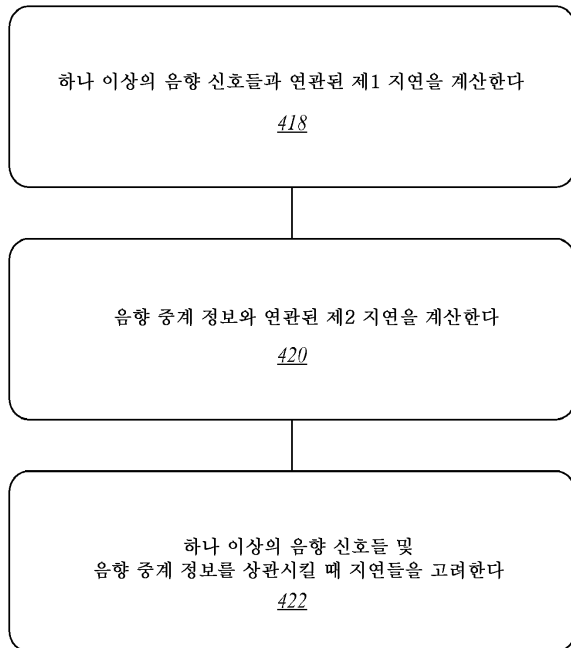 하나 이상의 음향 신호들과 연관된 제1 지연을 계산한다
418
음향 중계 정보와 연관된 제2 지연을 계산한다
420
하나 이상의 음향 신호들 및
음향 중계 정보를 상관시킬 때 지연들을 고려한다
422